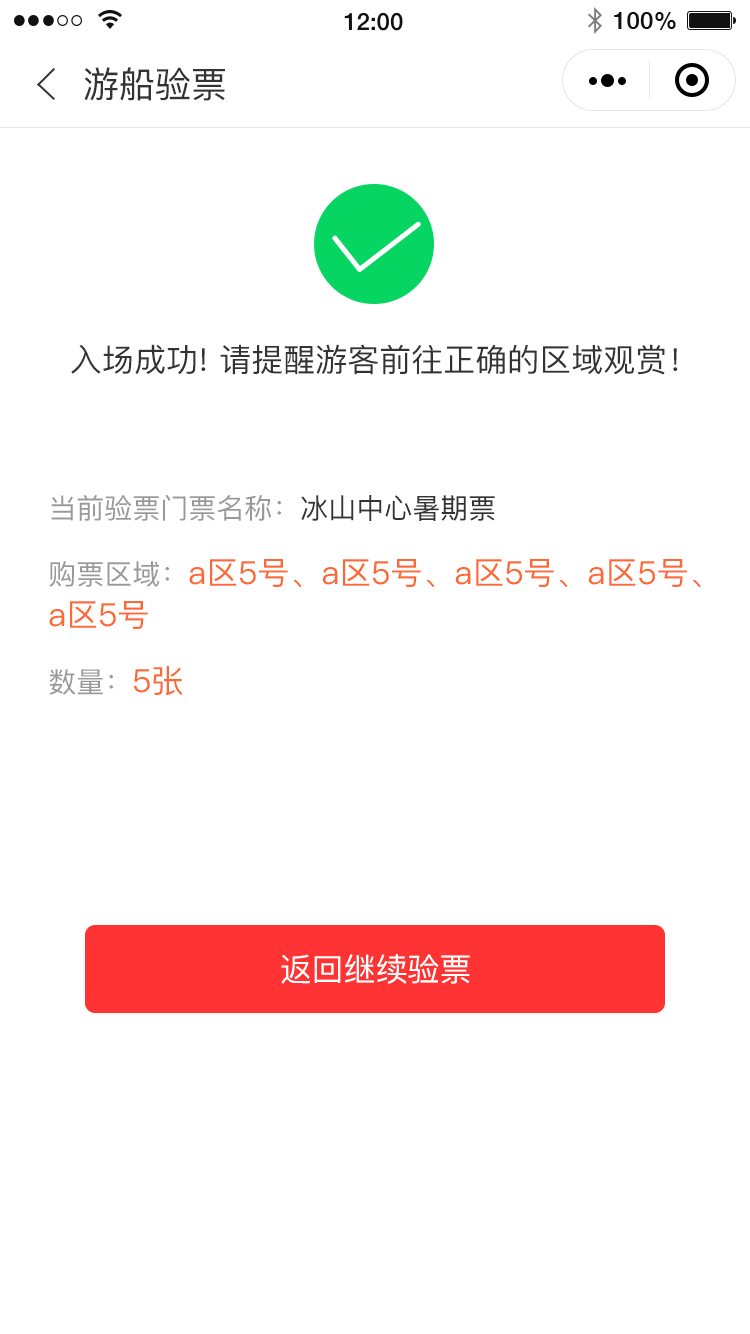 12:00
100%
游船验票
入场成功! 请提醒游客前往正确的区域观赏!
当前验票门票名称：冰山中心暑期票
购票区域：a区5号、a区5号、a区5号、a区5号、
a区5号
数量：5张
返回继续验票